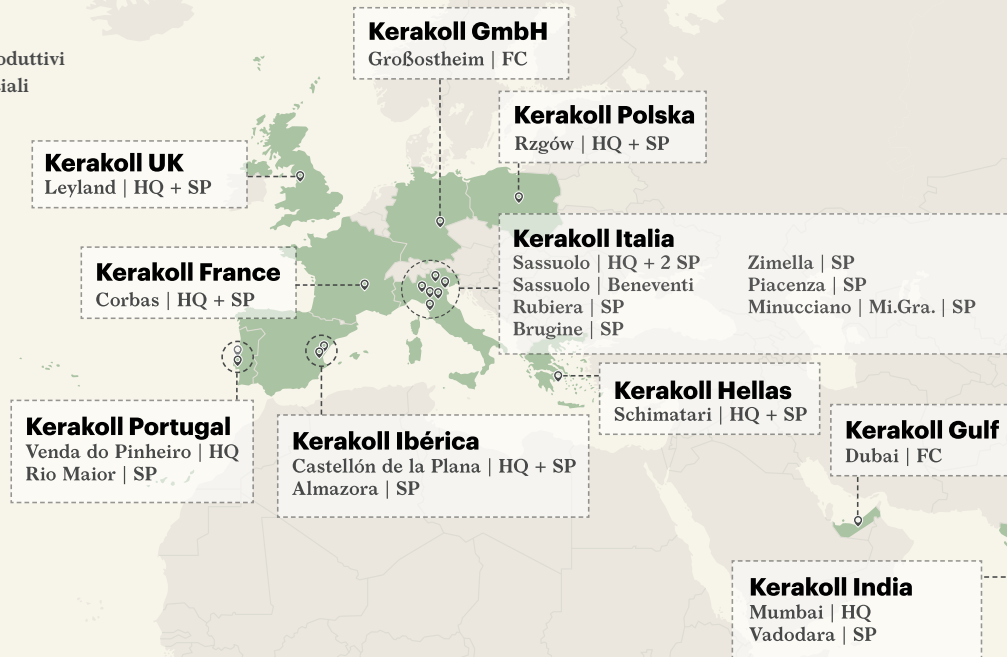 Kerakoll GmbH
Großostheim | FC
oduttivi
iali
Kerakoll Polska
Rzgów | HQ + SP
Kerakoll UK
Leyland | HQ + SP
Kerakoll Italia
Sassuolo | HQ + 2 SP
Sassuolo | Beneventi
Rubiera | SP
Brugine | SP
Zimella | SP
Piacenza | SP
Minucciano | Mi.Gra. | SP
Kerakoll France
Corbas | HQ + SP
Kerakoll Hellas
Schimatari | HQ + SP
Kerakoll Portugal
Venda do Pinheiro | HQ
Rio Maior | SP
Kerakoll Ibérica
Castellón de la Plana | HQ + SP
Almazora | SP
Kerakoll Gulf
Dubai | FC
Kerakoll India
Mumbai | HQ
Vadodara | SP